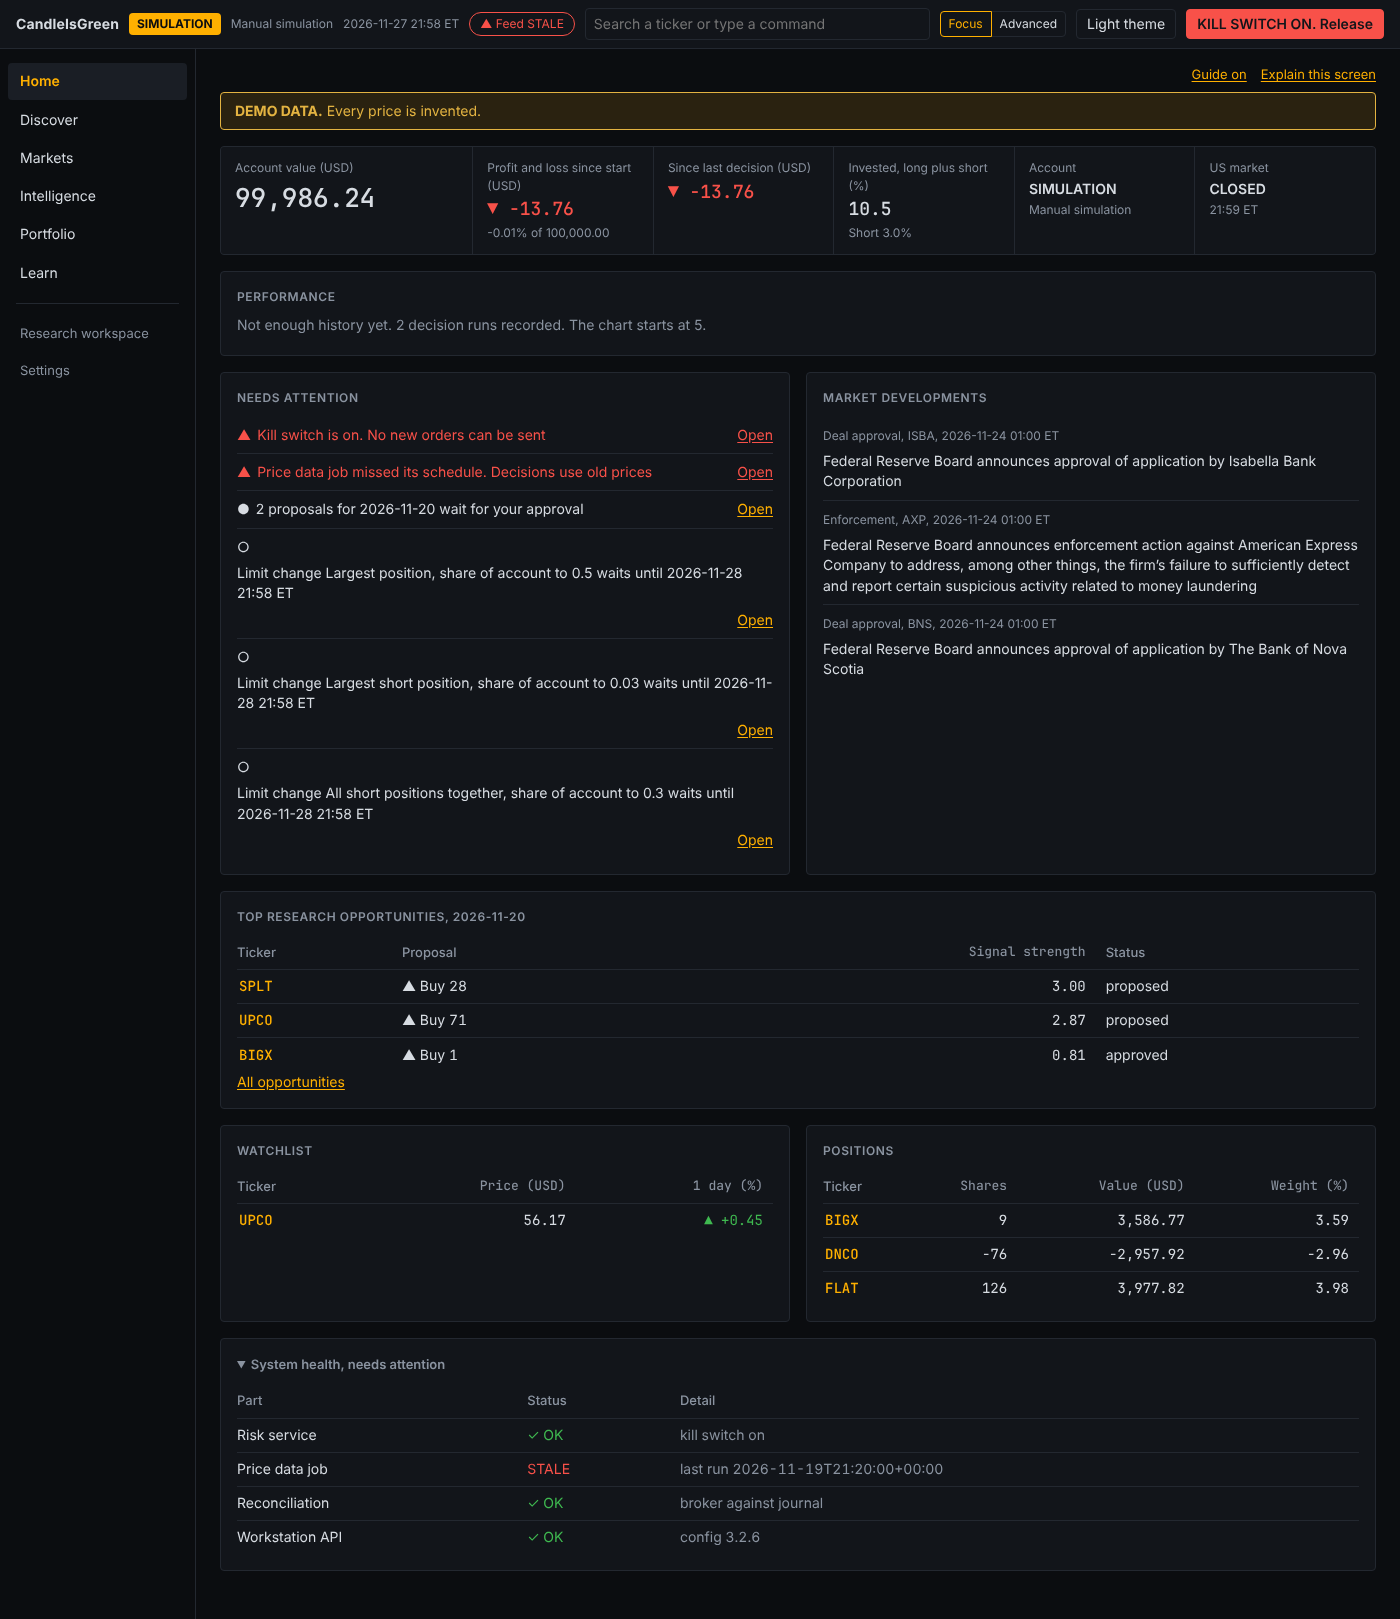 CandleIsGreen SIMULATION Manual simulation 2026-11-27 21:58 ET ▲ Feed STALE Search a ticker or type a command Focus Advanced Light theme KILL SWITCH ON. Release
Home
Discover
Markets
Intelligence
Portfolio
Learn
Research workspace
Settings
Guide on Explain this screen
DEMO DATA. Every price is invented.
Account value (USD)
99,986.24
Profit and loss since start
(USD)
▼ -13.76
-0.01% of 100,000.00
Since last decision (USD)
▼ -13.76
Invested, long plus short
(%)
10.5
Short 3.0%
Account
SIMULATION
Manual simulation
US market
CLOSED
21:59 ET
PERFORMANCE
Not enough history yet. 2 decision runs recorded. The chart starts at 5.
NEEDS ATTENTION
▲ Kill switch is on. No new orders can be sent Open
▲ Price data job missed its schedule. Decisions use old prices Open
● 2 proposals for 2026-11-20 wait for your approval Open
○
Limit change Largest position, share of account to 0.5 waits until 2026-11-28
21:58 ET
Open
○
Limit change Largest short position, share of account to 0.03 waits until 2026-11-
28 21:58 ET
Open
○
Limit change All short positions together, share of account to 0.3 waits until
2026-11-28 21:58 ET
Open
MARKET DEVELOPMENTS
Deal approval, ISBA, 2026-11-24 01:00 ET
Federal Reserve Board announces approval of application by Isabella Bank
Corporation
Enforcement, AXP, 2026-11-24 01:00 ET
Federal Reserve Board announces enforcement action against American Express
Company to address, among other things, the firm's failure to sufficiently detect
and report certain suspicious activity related to money laundering
Deal approval, BNS, 2026-11-24 01:00 ET
Federal Reserve Board announces approval of application by The Bank of Nova
Scotia
TOP RESEARCH OPPORTUNITIES, 2026-11-20
Ticker Proposal Signal strength Status
SPLT ▲ Buy 28 3.00 proposed
UPCO ▲ Buy 71 2.87 proposed
BIGX ▲ Buy 1 0.81 approved
All opportunities
WATCHLIST
Ticker Price (USD) 1 day (%)
UPCO 56.17 ▲ +0.45
POSITIONS
Ticker Shares Value (USD) Weight (%)
BIGX 9 3,586.77 3.59
DNCO -76 -2,957.92 -2.96
FLAT 126 3,977.82 3.98
▼ System health, needs attention
Part Status Detail
Risk service ✓ OK kill switch on
Price data job STALE last run 2026-11-19T21:20:00+00:00
Reconciliation ✓ OK broker against journal
Workstation API ✓ OK config 3.2.6